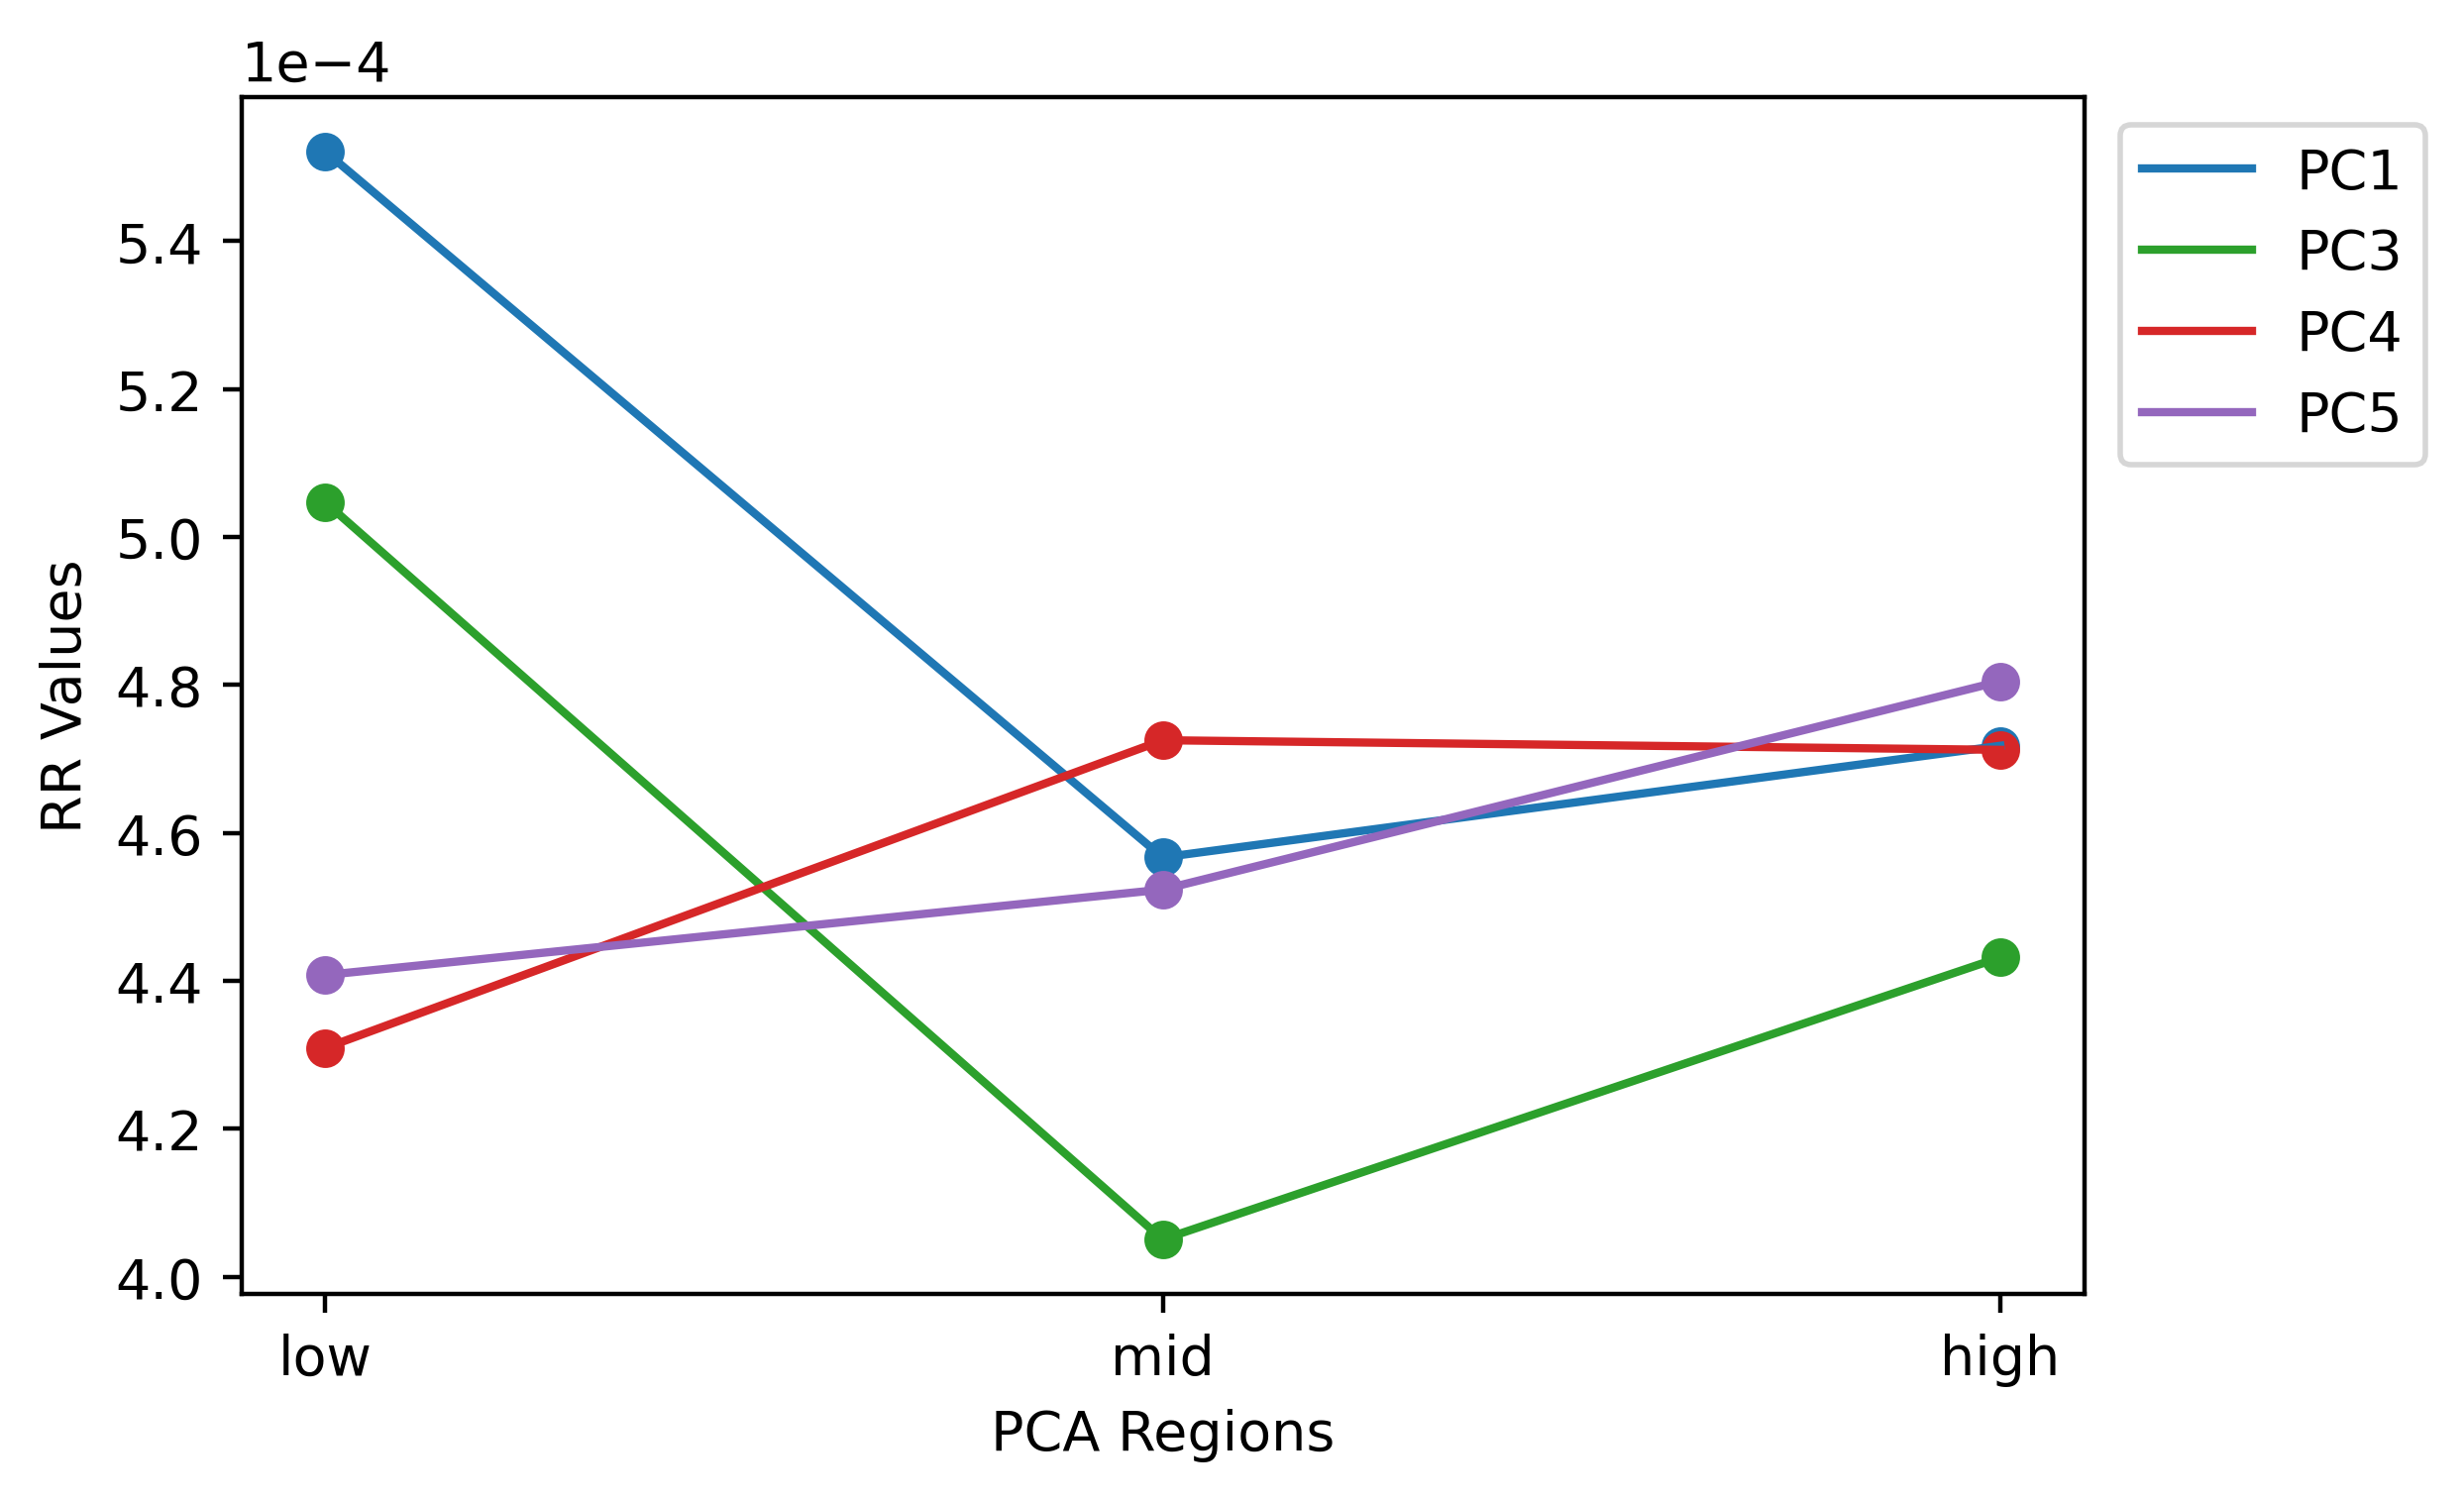 1e−4
5.4
5.2
5.0
4.8
4.6
4.4
4.2
4.0
RR Values
low mid high
PCA Regions
PC1
PC3
PC4
PC5